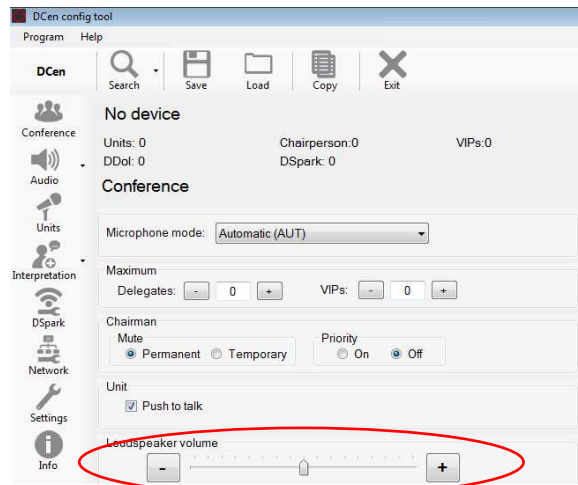 DCen config tool
Program Help
DCen
Search Save Load Copy Exit
Conference
Audio
Units
Interpretation
DSpark
Network
Settings
Info
No device
Units: 0 Chairperson:0 VIPs:0
DDol: 0 DSpark: 0
Conference
Microphone mode: Automatic (AUT)
Maximum
Delegates: - 0 + VIPs: - 0 +
Chairman
Mute Priority
Permanent Temporary On Off
Unit
Push to talk
Loudspeaker volume
- +